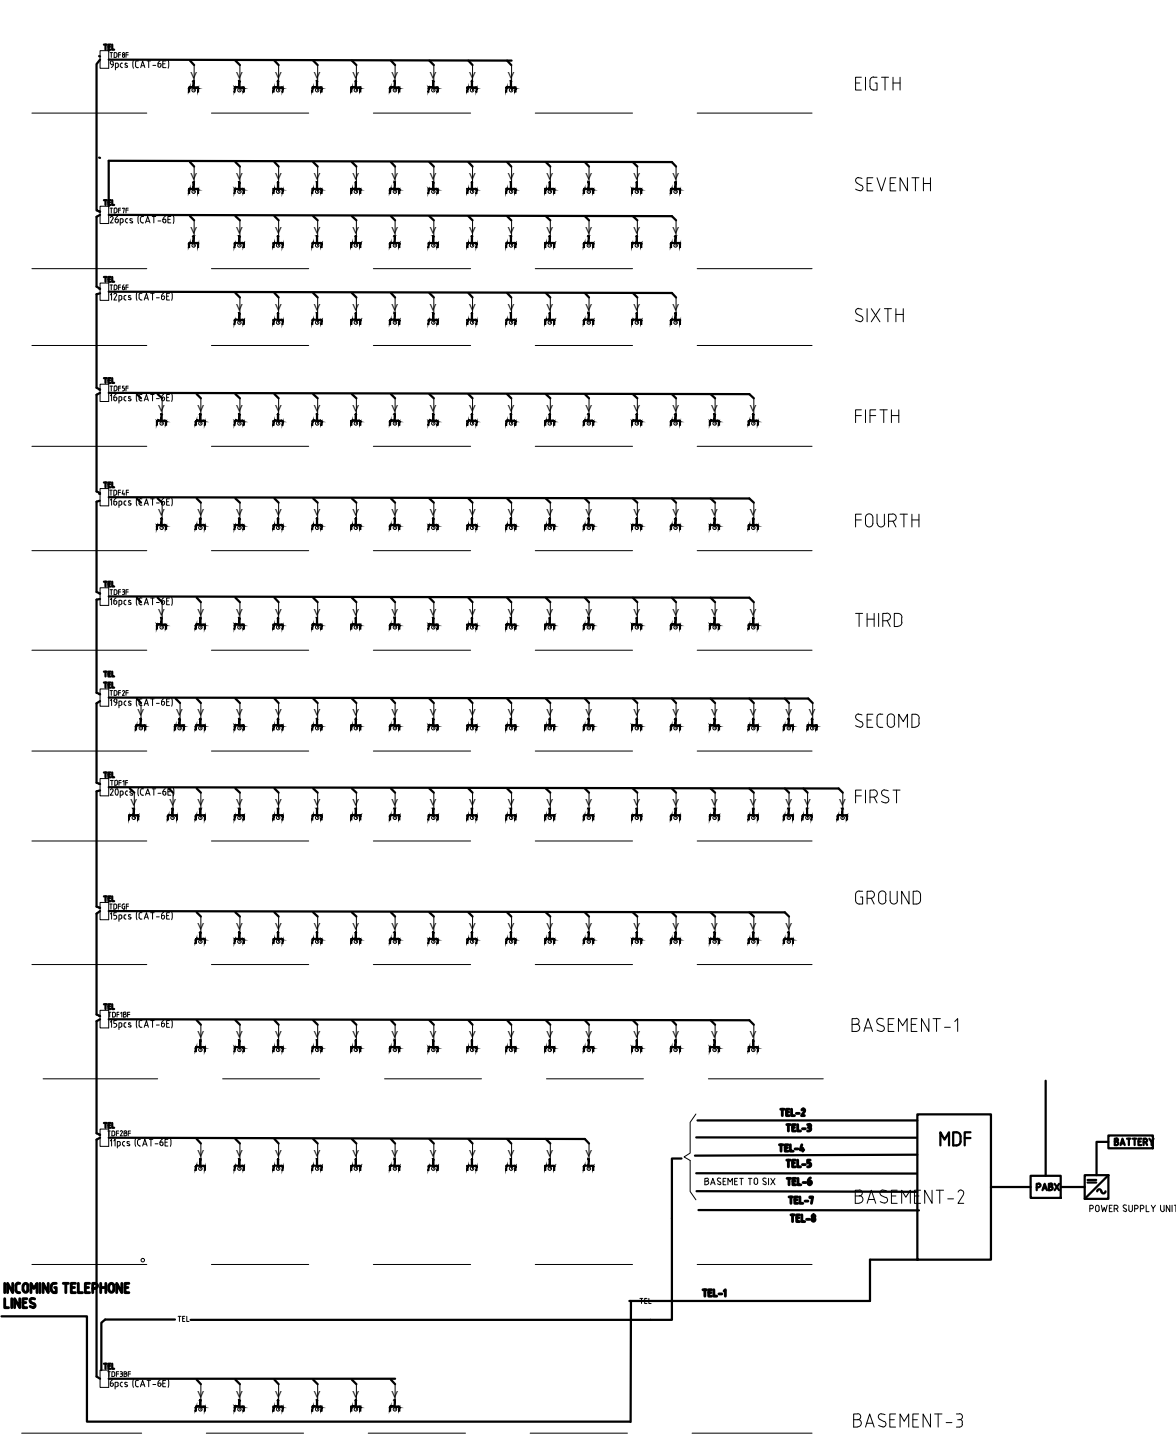 TEL
TDF8F
9pcs (CAT-6E)
EIGTH
SEVENTH
TEL
TDF7F
26pcs (CAT-6E)
TEL
TDF6F
12pcs (CAT-6E)
SIXTH
TEL
TDF5F
16pcs (CAT-6E)
FIFTH
TEL
TDF4F
16pcs (CAT-6E)
FOURTH
TEL
TDF3F
16pcs (CAT-6E)
THIRD
TEL
TEL
TDF2F
19pcs (CAT-6E)
SECOMD
TEL
TDF1F
20pcs (CAT-6E)
FIRST
TEL
TDFGF
15pcs (CAT-6E)
GROUND
TEL
TDF1BF
15pcs (CAT-6E)
BASEMENT-1
TEL
TDF2BF
11pcs (CAT-6E)
TEL-2
TEL-3
TEL-4
TEL-5
BASEMET TO SIX TEL-6
TEL-7
TEL-8
MDF
BASEMENT-2
PABX
BATTERY
POWER SUPPLY UNIT
INCOMING TELEPHONE
LINES
TEL
TEL-1
TEL
TEL
TDF3BF
6pcs (CAT-6E)
BASEMENT-3